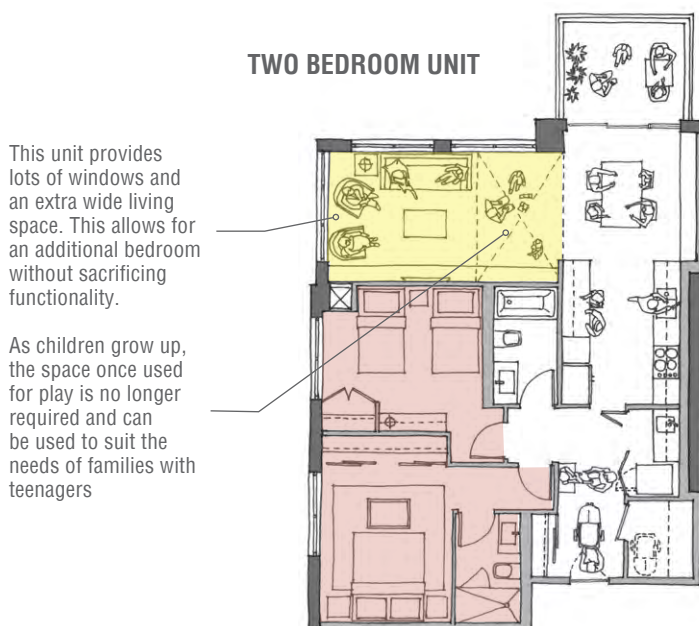 TWO BEDROOM UNIT
This unit provides
lots of windows and
an extra wide living
space. This allows for
an additional bedroom
without sacrificing
functionality.
As children grow up,
the space once used
for play is no longer
required and can
be used to suit the
needs of families with
teenagers